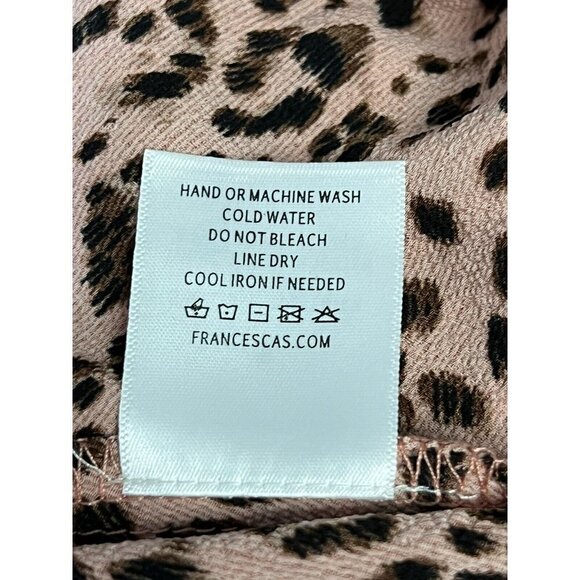 HAND OR MACHINE WASH
COLD WATER
DO NOT BLEACH
LINE DRY
COOL IRON IF NEEDED
FRANCESCAS.COM